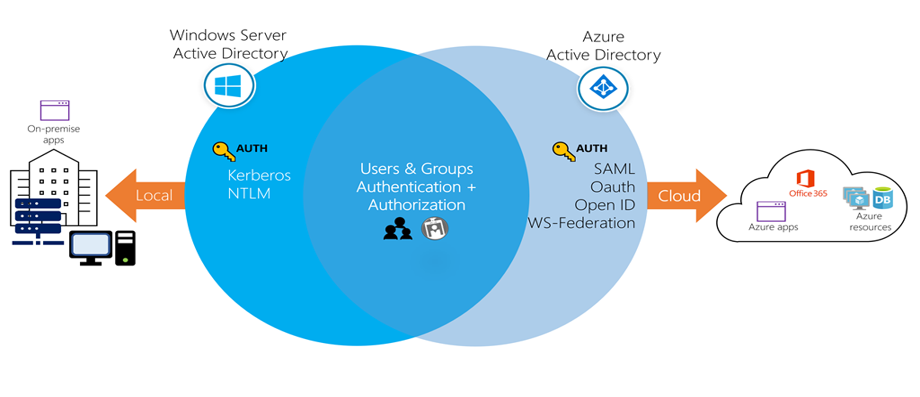 Windows Server
Active Directory
Azure
Active Directory
On-premise
apps
AUTH
Kerberos
NTLM
Users & Groups
Authentication +
Authorization
AUTH
SAML
Oauth
Open ID
WS-Federation
Local
Cloud
Office 365
Azure apps
DB
Azure
resources